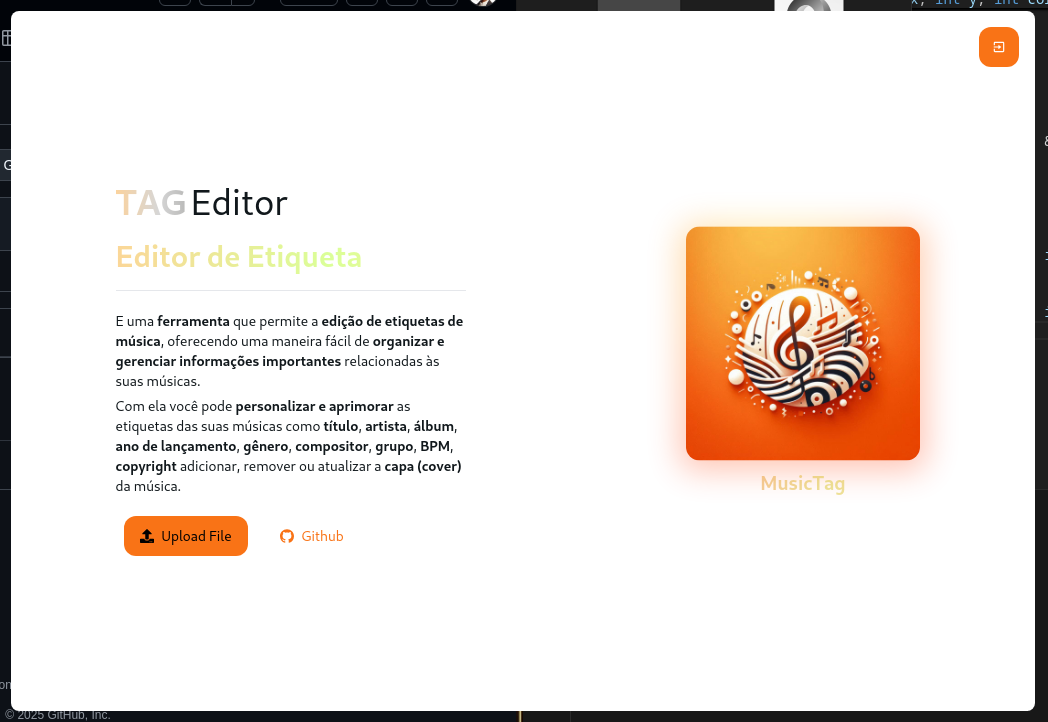 x, int y, int co
G
TAG Editor
Editor de Etiqueta
E uma ferramenta que permite a edição de etiquetas de
música, oferecendo uma maneira fácil de organizar e
gerenciar informações importantes relacionadas às
suas músicas.
Com ela você pode personalizar e aprimorar as
etiquetas das suas músicas como título, artista, álbum,
ano de lançamento, gênero, compositor, grupo, BPM,
copyright adicionar, remover ou atualizar a capa (cover)
da música.
Upload File
Github
MusicTag
© 2025 GitHub, Inc.